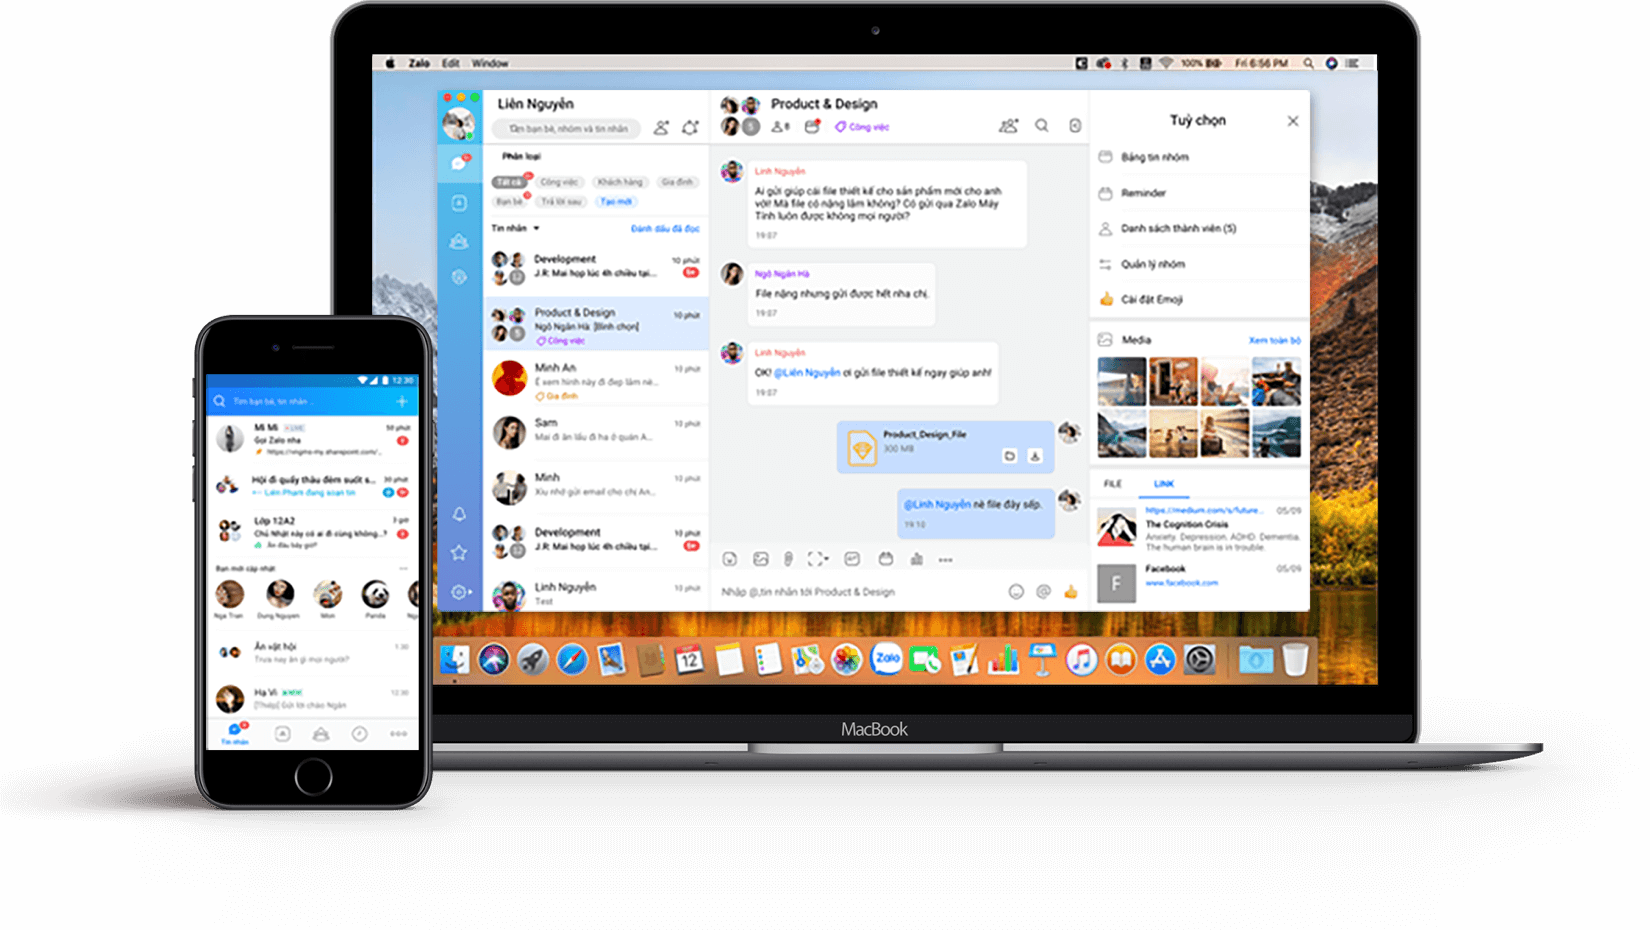 Zalo Edit Window
100%
Fri 6:56 PM
Liên Nguyễn
Tìm bạn bè, nhóm và tin nhắn
Phân loại
Tất cả Công việc Khách hàng Gia đình
Bạn bè Trả lời sau Tạo mới
Tin nhắn Đánh dấu đã đọc
Development 10 phút
J.R: Mai họp lúc 4h chiều tại... 5+
Product & Design 10 phút
Ngô Ngân Hà: [Bình chọn]
Công việc
Minh An 10 phút
Ê xem hình này đi đẹp lắm nè...
Gia đình
Sam 10 phút
Mai đi ăn lẩu đi ha ở quán A...
Minh 10 phút
Xíu nhớ gửi email cho chị An...
Development 10 phút
J.R: Mai họp lúc 4h chiều tại... 5+
Linh Nguyễn 10 phút
Test
Product & Design
5 8 Công việc
Linh Nguyễn
Ai gửi giúp cái file thiết kế cho sản phẩm mới cho anh
với! Mà file có nặng lắm không? Có gửi qua Zalo Máy
Tính luôn được không mọi người?
19:07
Ngô Ngân Hà
File nặng nhưng gửi được hết nha chị.
19:07
Linh Nguyễn
OK! @Liên Nguyễn ơi gửi file thiết kế ngay giúp anh!
19:07
Product_Design_File
300 MB
@Linh Nguyễn nè file đây sếp.
19:10
Nhập @,tin nhắn tới Product & Design
Tuỳ chọn
Bảng tin nhóm
Reminder
Danh sách thành viên (5)
Quản lý nhóm
Cài đặt Emoji
Media Xem toàn bộ
FILE LINK
https://medium.com/s/future... 05/09
The Cognition Crisis
Anxiety. Depression. ADHD. Dementia.
The human brain is in trouble.
F
Facebook 05/09
www.facebook.com
12
Zalo
MacBook
12:30
Tìm bạn bè, tin nhắn ...
Mi Mi LIVE 30 phút
Gọi Zalo nha
https://vngms-my.sharepoint.com/...
Hội đi quẩy thâu đêm suốt s... 30 phút
Liên Phạm đang soạn tin
Lớp 12A2 3 giờ
Chủ Nhật này có ai đi cùng không...?
Ăn đâu bây giờ?
Bạn mới cập nhật
Nga Tran Dung Nguyen Minh Panda
Ăn vặt hội 1:30
Trưa nay ăn gì mọi người?
Hạ Vi 12:30
[Thiệp] Gửi lời chào Ngân
Tin nhắn